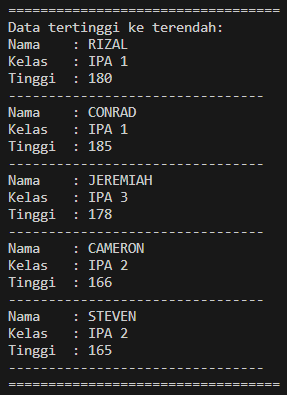 ==================================
Data tertinggi ke terendah:
Nama    : RIZAL
Kelas   : IPA 1
Tinggi  : 180
--------------------------------
Nama    : CONRAD
Kelas   : IPA 1
Tinggi  : 185
--------------------------------
Nama    : JEREMIAH
Kelas   : IPA 3
Tinggi  : 178
--------------------------------
Nama    : CAMERON
Kelas   : IPA 2
Tinggi  : 166
--------------------------------
Nama    : STEVEN
Kelas   : IPA 2
Tinggi  : 165
--------------------------------
==================================